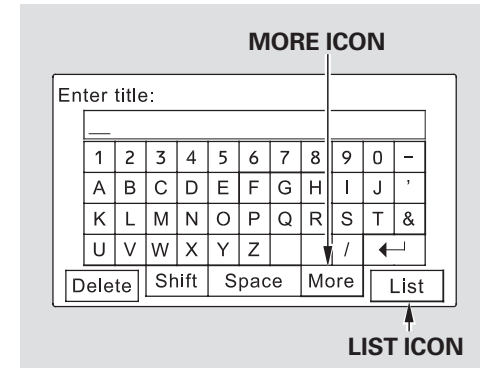 MORE ICON
Enter title:
_
1 2 3 4 5 6 7 8 9 0 -
A B C D E F G H I J '
K L M N O P Q R S T &
U V W X Y Z / ↵
Delete Shift Space More List
LIST ICON